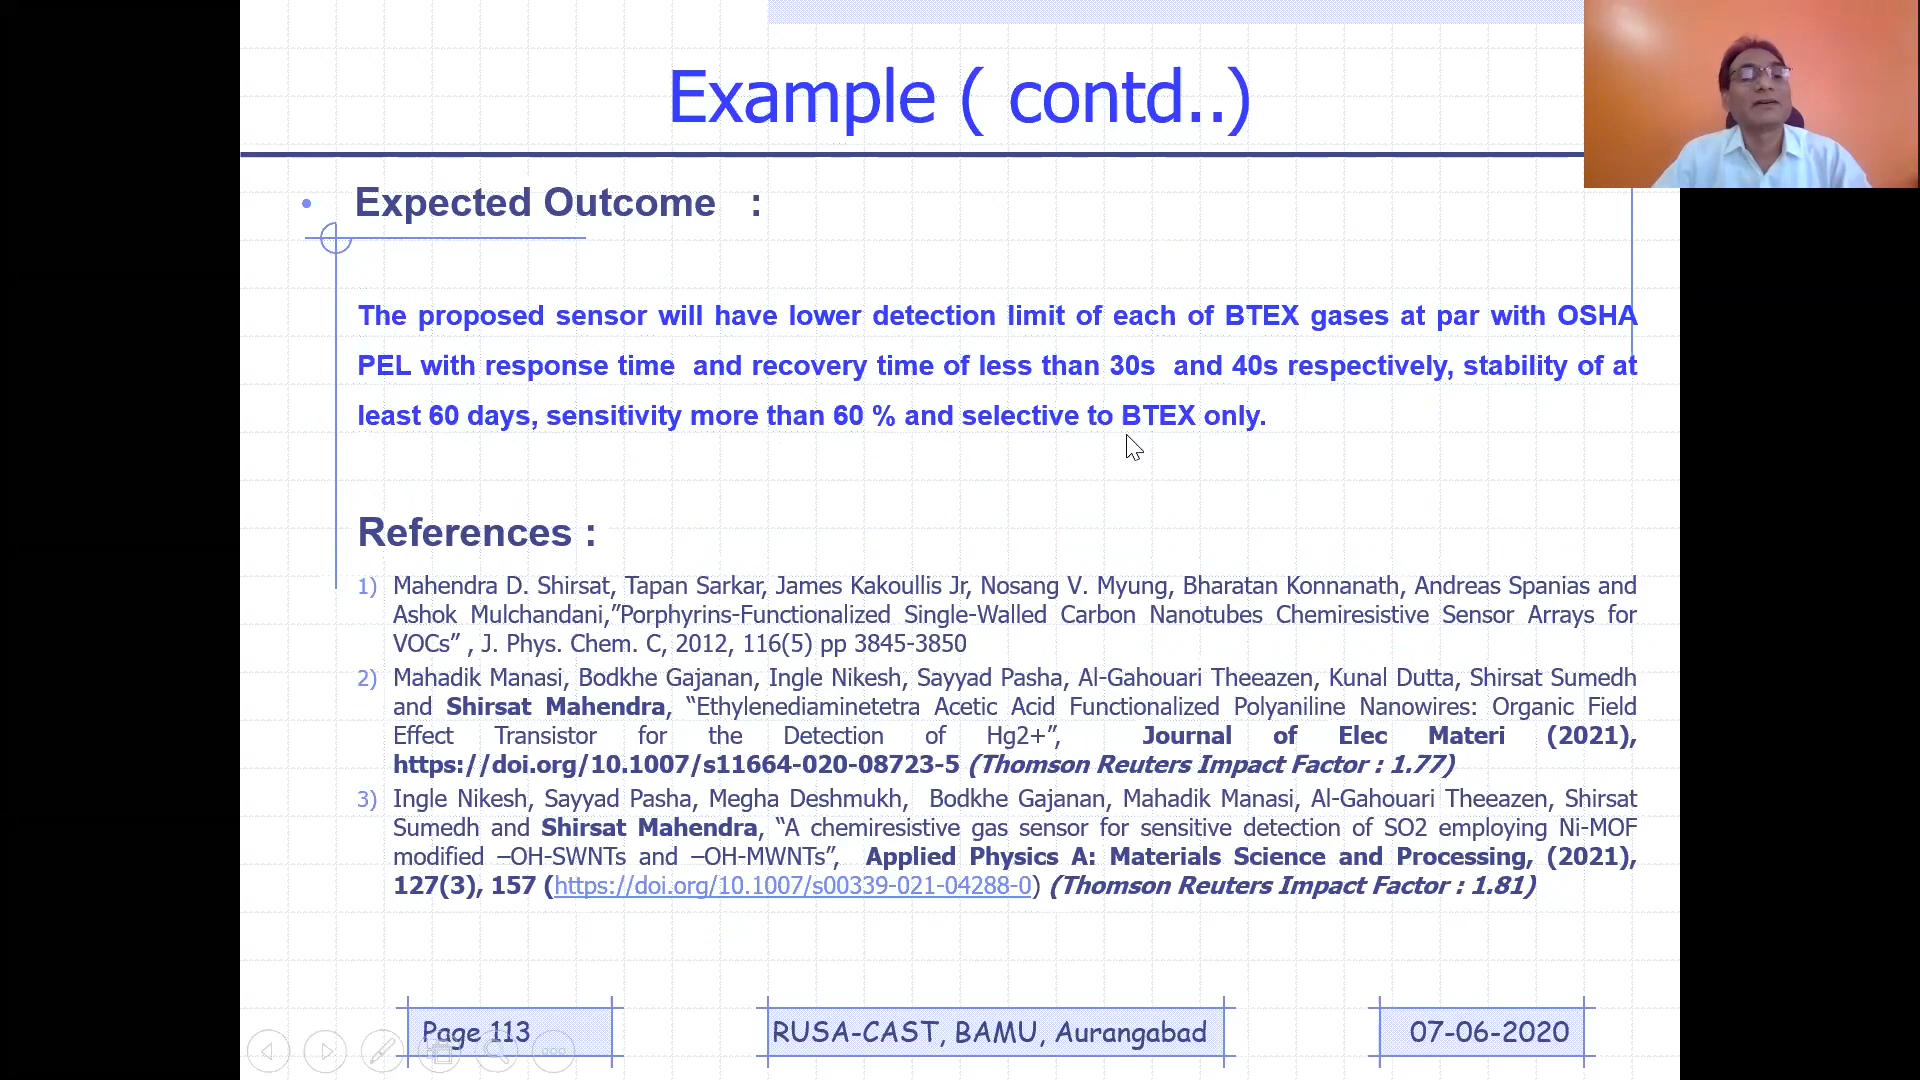 Example ( contd..)
• Expected Outcome :
The proposed sensor will have lower detection limit of each of BTEX gases at par with OSHA
PEL with response time and recovery time of less than 30s and 40s respectively, stability of at
least 60 days, sensitivity more than 60 % and selective to BTEX only.
References :
1) Mahendra D. Shirsat, Tapan Sarkar, James Kakoullis Jr, Nosang V. Myung, Bharatan Konnanath, Andreas Spanias and
Ashok Mulchandani,”Porphyrins-Functionalized Single-Walled Carbon Nanotubes Chemiresistive Sensor Arrays for
VOCs” , J. Phys. Chem. C, 2012, 116(5) pp 3845-3850
2) Mahadik Manasi, Bodkhe Gajanan, Ingle Nikesh, Sayyad Pasha, Al-Gahouari Theeazen, Kunal Dutta, Shirsat Sumedh
and Shirsat Mahendra, “Ethylenediaminetetra Acetic Acid Functionalized Polyaniline Nanowires: Organic Field
Effect Transistor for the Detection of Hg2+”, Journal of Elec Materi (2021),
https://doi.org/10.1007/s11664-020-08723-5 (Thomson Reuters Impact Factor : 1.77)
3) Ingle Nikesh, Sayyad Pasha, Megha Deshmukh, Bodkhe Gajanan, Mahadik Manasi, Al-Gahouari Theeazen, Shirsat
Sumedh and Shirsat Mahendra, “A chemiresistive gas sensor for sensitive detection of SO2 employing Ni-MOF
modified –OH-SWNTs and –OH-MWNTs”, Applied Physics A: Materials Science and Processing, (2021),
127(3), 157 (https://doi.org/10.1007/s00339-021-04288-0) (Thomson Reuters Impact Factor : 1.81)
Page 113
RUSA-CAST, BAMU, Aurangabad
07-06-2020